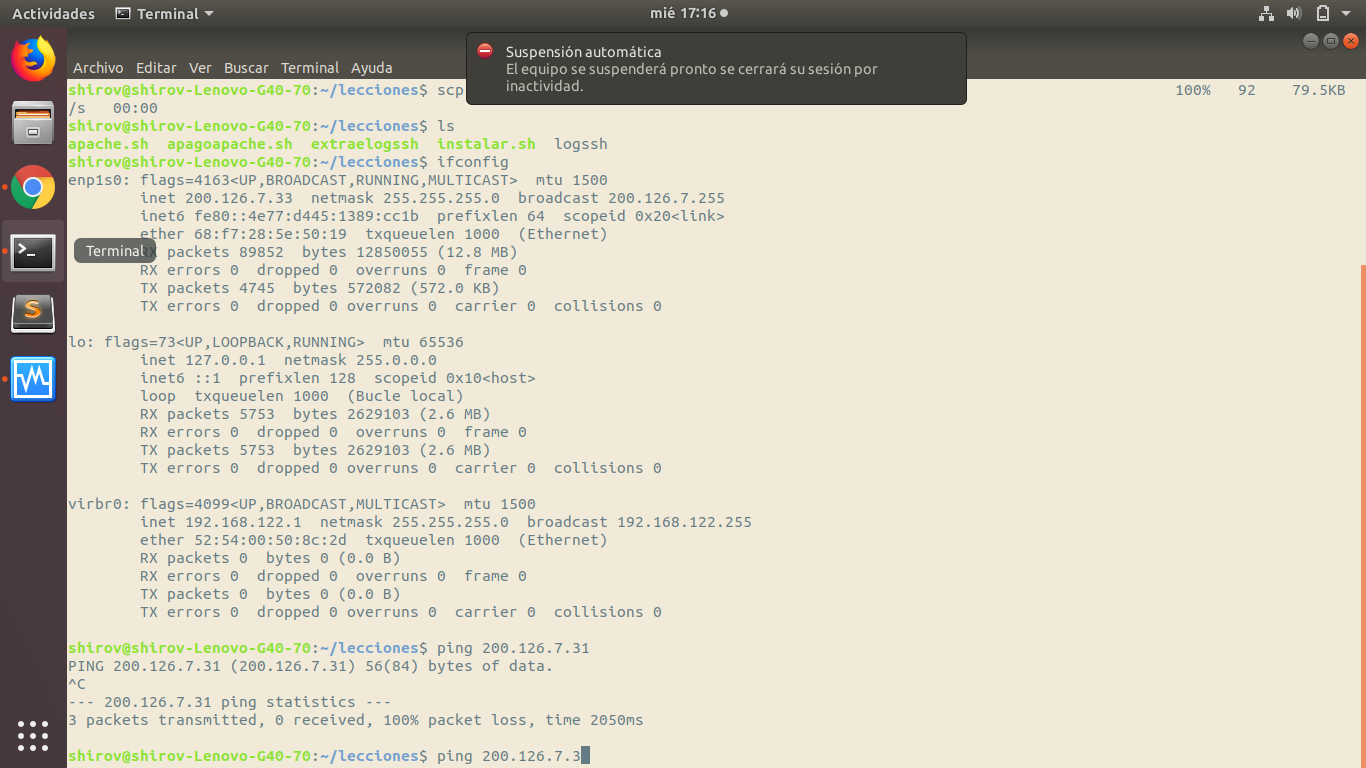 Actividades Terminal mié 17:16
Suspensión automática
El equipo se suspenderá pronto se cerrará su sesión por
inactividad.
Archivo Editar Ver Buscar Terminal Ayuda
shirov@shirov-Lenovo-G40-70:~/lecciones$ scp 100% 92 79.5KB
/s 00:00
shirov@shirov-Lenovo-G40-70:~/lecciones$ ls
apache.sh apagoapache.sh extraelogssh instalar.sh logssh
shirov@shirov-Lenovo-G40-70:~/lecciones$ ifconfig
enp1s0: flags=4163<UP,BROADCAST,RUNNING,MULTICAST> mtu 1500
inet 200.126.7.33 netmask 255.255.255.0 broadcast 200.126.7.255
inet6 fe80::4e77:d445:1389:cc1b prefixlen 64 scopeid 0x20<link>
ether 68:f7:28:5e:50:19 txqueuelen 1000 (Ethernet)
Terminal
RX packets 89852 bytes 12850055 (12.8 MB)
RX errors 0 dropped 0 overruns 0 frame 0
TX packets 4745 bytes 572082 (572.0 KB)
TX errors 0 dropped 0 overruns 0 carrier 0 collisions 0
lo: flags=73<UP,LOOPBACK,RUNNING> mtu 65536
inet 127.0.0.1 netmask 255.0.0.0
inet6 ::1 prefixlen 128 scopeid 0x10<host>
loop txqueuelen 1000 (Bucle local)
RX packets 5753 bytes 2629103 (2.6 MB)
RX errors 0 dropped 0 overruns 0 frame 0
TX packets 5753 bytes 2629103 (2.6 MB)
TX errors 0 dropped 0 overruns 0 carrier 0 collisions 0
virbr0: flags=4099<UP,BROADCAST,MULTICAST> mtu 1500
inet 192.168.122.1 netmask 255.255.255.0 broadcast 192.168.122.255
ether 52:54:00:50:8c:2d txqueuelen 1000 (Ethernet)
RX packets 0 bytes 0 (0.0 B)
RX errors 0 dropped 0 overruns 0 frame 0
TX packets 0 bytes 0 (0.0 B)
TX errors 0 dropped 0 overruns 0 carrier 0 collisions 0
shirov@shirov-Lenovo-G40-70:~/lecciones$ ping 200.126.7.31
PING 200.126.7.31 (200.126.7.31) 56(84) bytes of data.
^C
--- 200.126.7.31 ping statistics ---
3 packets transmitted, 0 received, 100% packet loss, time 2050ms
shirov@shirov-Lenovo-G40-70:~/lecciones$ ping 200.126.7.3